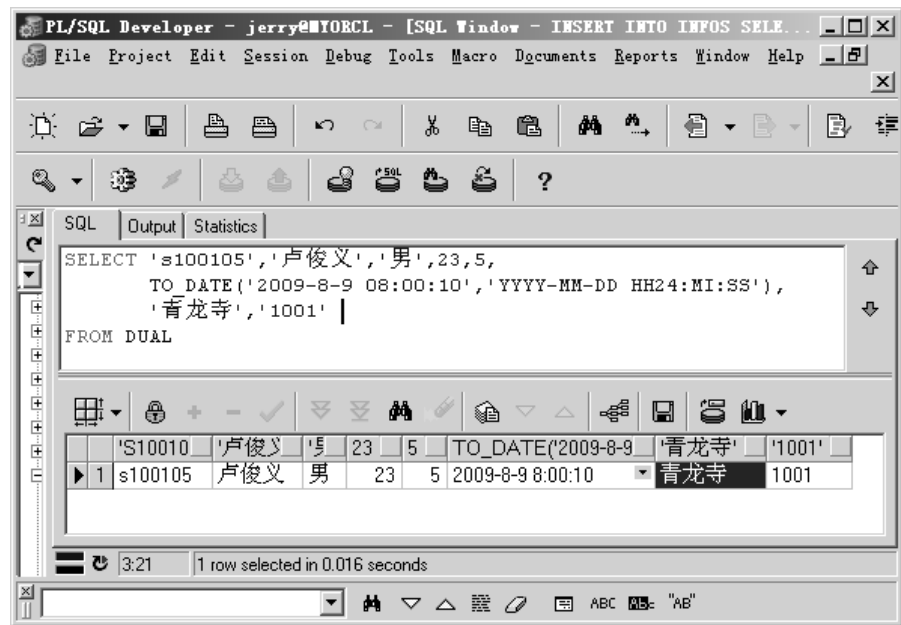 PL/SQL Developer - jerry@MYORCL - [SQL Window - INSERT INTO INFOS SELE...
File Project Edit Session Debug Tools Macro Documents Reports Window Help
SQL Output Statistics
SELECT 's100105','卢俊义','男',23,5,
TO_DATE('2009-8-9 08:00:10','YYYY-MM-DD HH24:MI:SS'),
'青龙寺','1001'
FROM DUAL
'S10010 '卢俊义 '男 23 5 TO_DATE('2009-8-9 '青龙寺' '1001'
1 s100105 卢俊义 男 23 5 2009-8-9 8:00:10 青龙寺 1001
3:21 1 row selected in 0.016 seconds
ABC "AB"